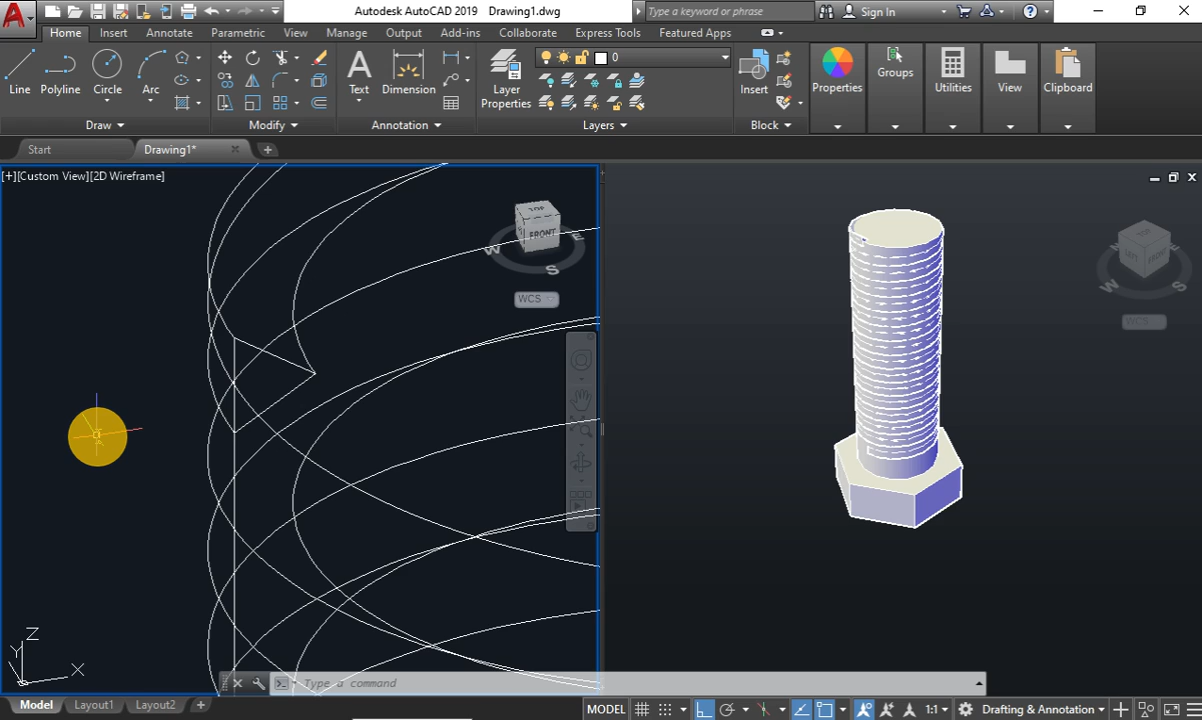 Autodesk AutoCAD 2019 Drawing1.dwg
Type a keyword or phrase
Sign In
Home Insert Annotate Parametric View Manage Output Add-ins Collaborate Express Tools Featured Apps
Line Polyline Circle Arc
Text Dimension
Layer Properties
0
Insert
Properties Groups Utilities View Clipboard
Draw Modify Annotation Layers Block
Start Drawing1*
[+][Custom View][2D Wireframe]
TOP
FRONT
W S E
WCS
W S
WCS
Z
Y
X
Type a command
Model Layout1 Layout2
MODEL 1:1 Drafting & Annotation